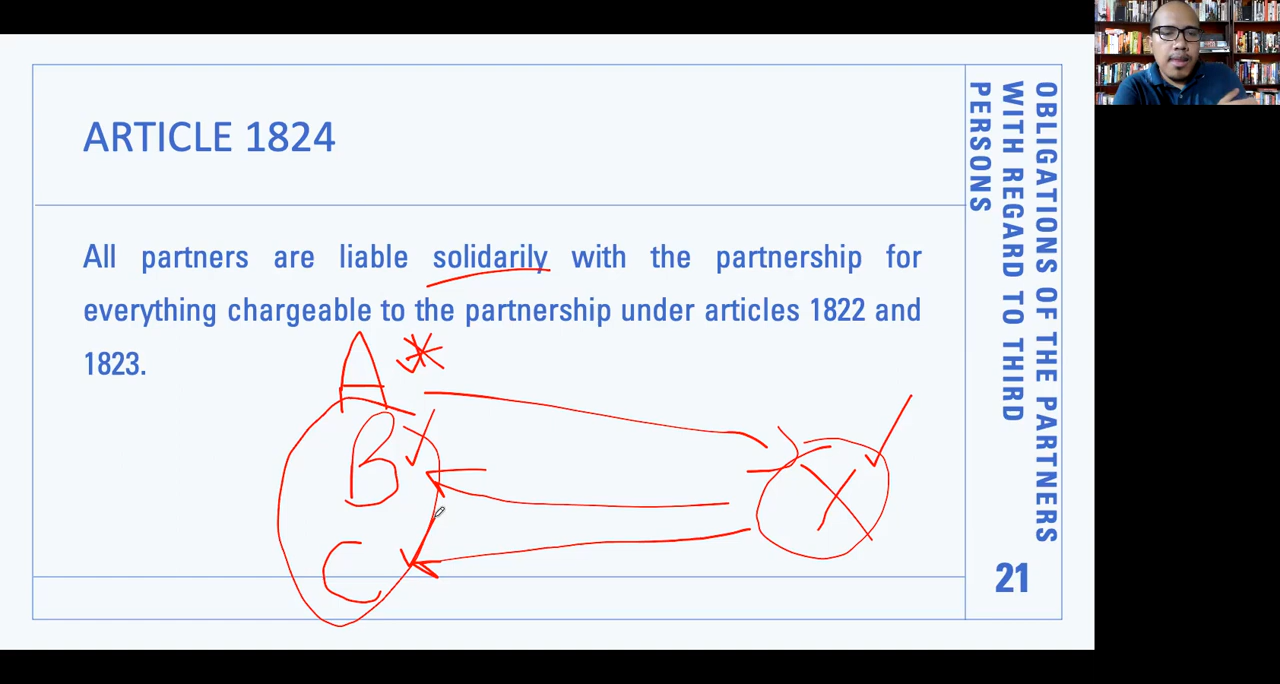 ARTICLE 1824
All partners are liable solidarily with the partnership for
everything chargeable to the partnership under articles 1822 and
1823.
A
B
C
X
OBLIGATIONS OF THE PARTNERS
WITH REGARD TO THIRD
PERSONS
21